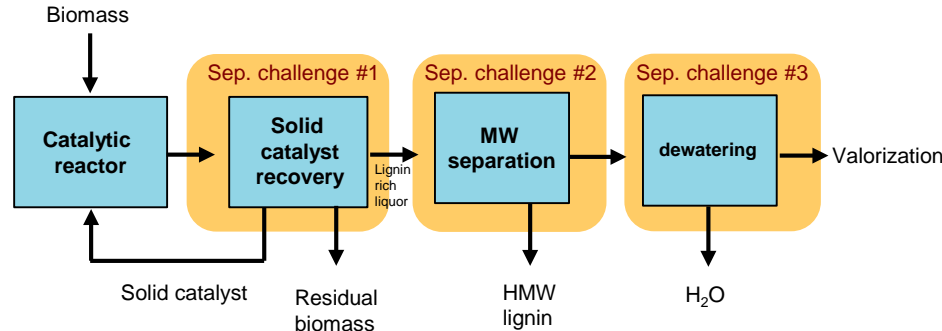 Biomass
Sep. challenge #1
Sep. challenge #2
Sep. challenge #3
Catalytic
reactor
Solid
catalyst
recovery
Lignin
rich
liquor
MW
separation
dewatering
Valorization
Solid catalyst
Residual
biomass
HMW
lignin
H₂O